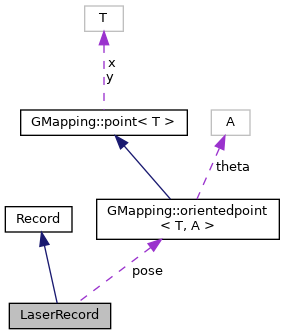 T
x
y
GMapping::point< T >
A
theta
Record
GMapping::orientedpoint
< T, A >
pose
LaserRecord